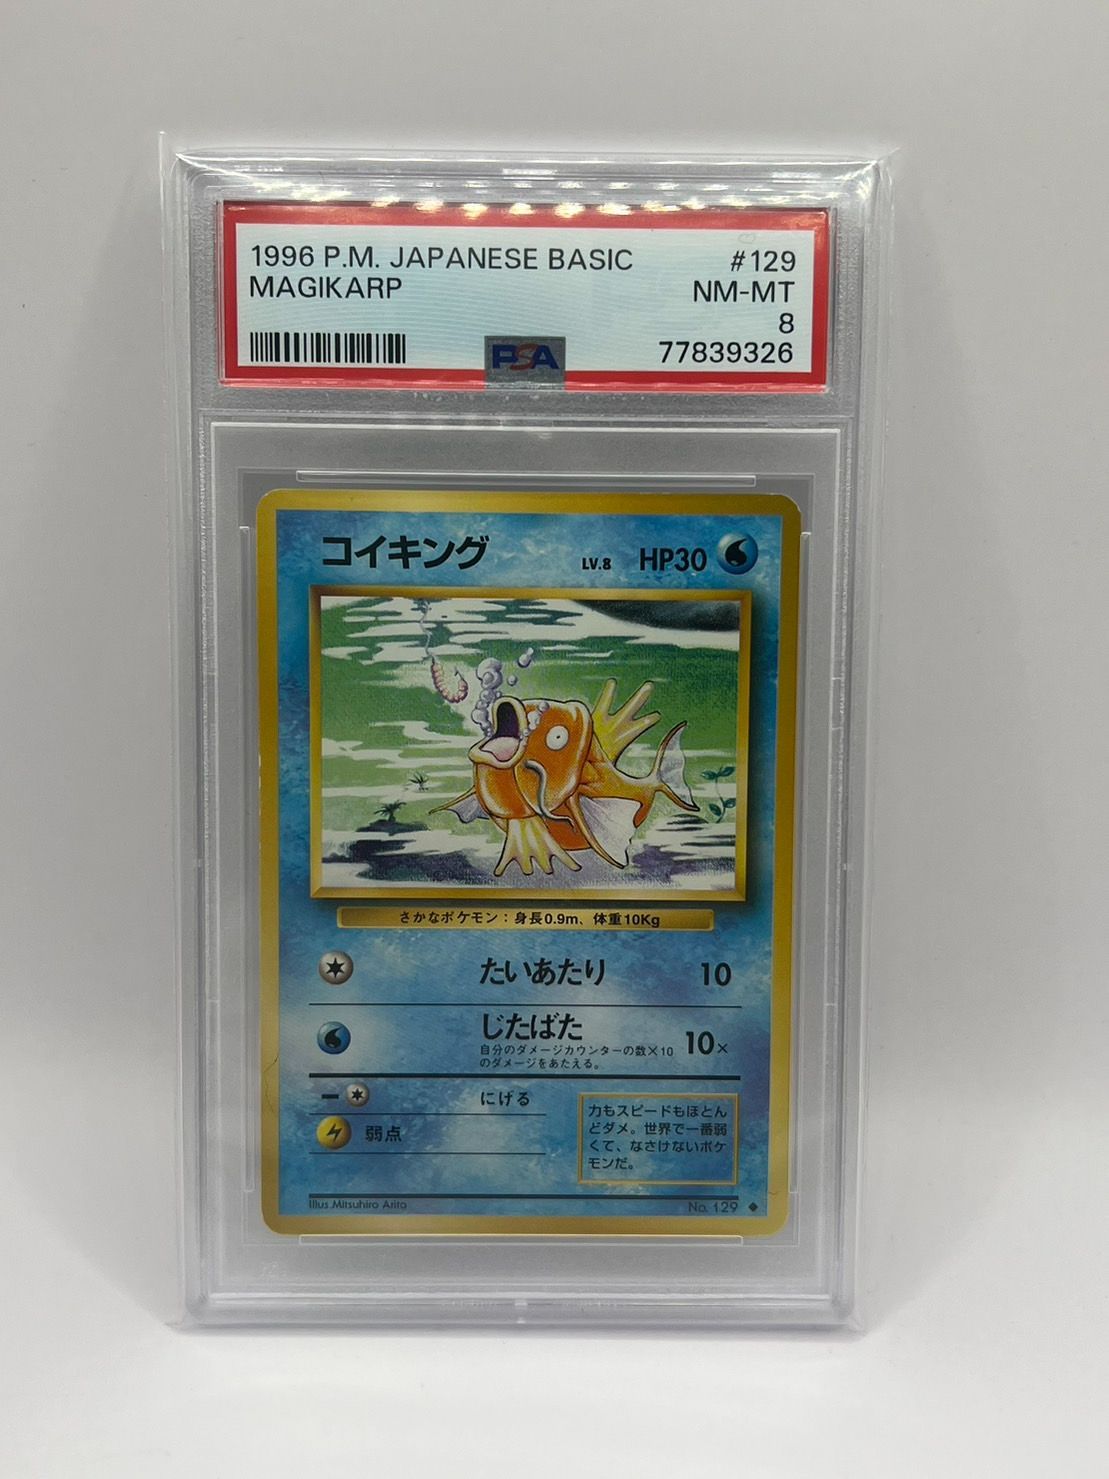 1996 P.M. JAPANESE BASIC #129
MAGIKARP NM-MT
8
PSA 77839326
コイキング LV.8 HP30
さかなポケモン：身長0.9m、体重10Kg
たいあたり 10
じたばた 10×
自分のダメージカウンターの数×10
のダメージをあたえる。
ー にげる
弱点
力もスピードもほとん
どダメ。世界で一番弱
くて、なさけないポケ
モンだ。
Illus.Mitsuhiro Arita No. 129 ◆